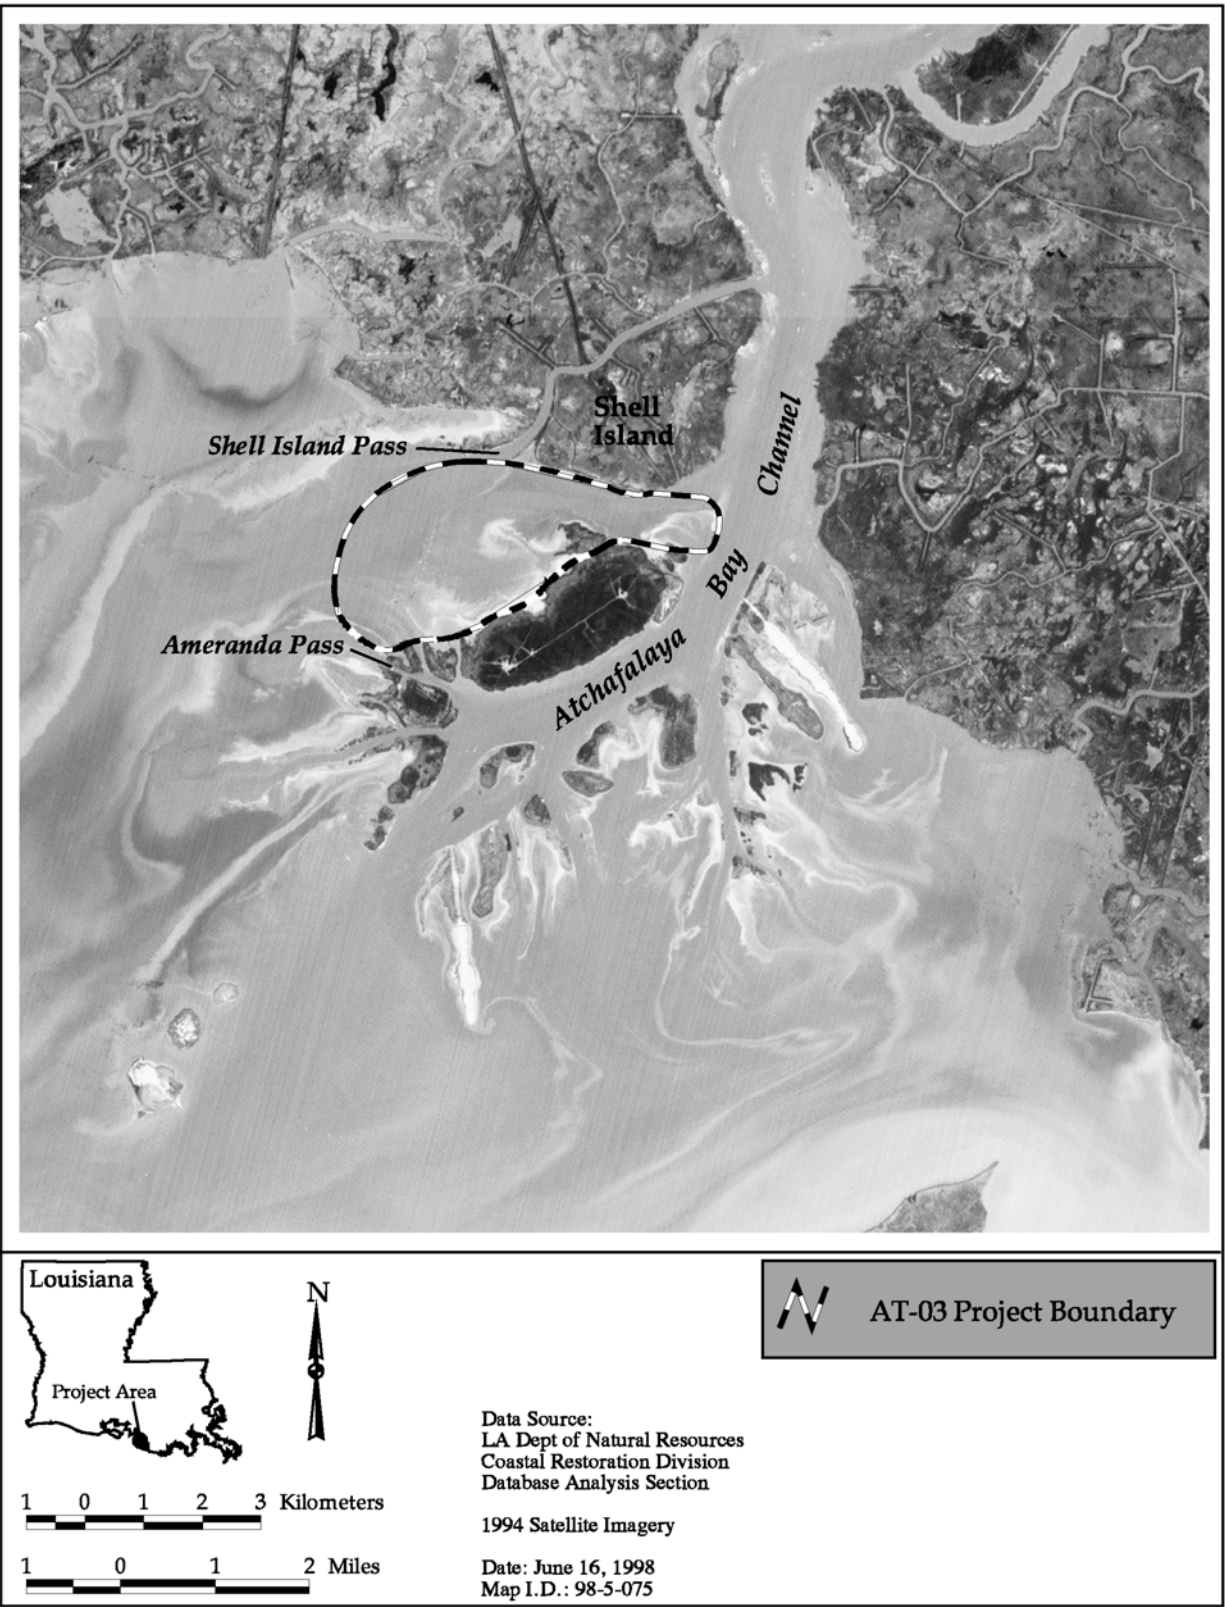 Shell
Island
Shell Island Pass
Channel
Bay
Ameranda Pass
Atchafalaya
Louisiana
Project Area
N
AT-03 Project Boundary
1 0 1 2 3 Kilometers
1 0 1 2 Miles
Data Source:
LA Dept of Natural Resources
Coastal Restoration Division
Database Analysis Section
1994 Satellite Imagery
Date: June 16, 1998
Map I.D.: 98-5-075